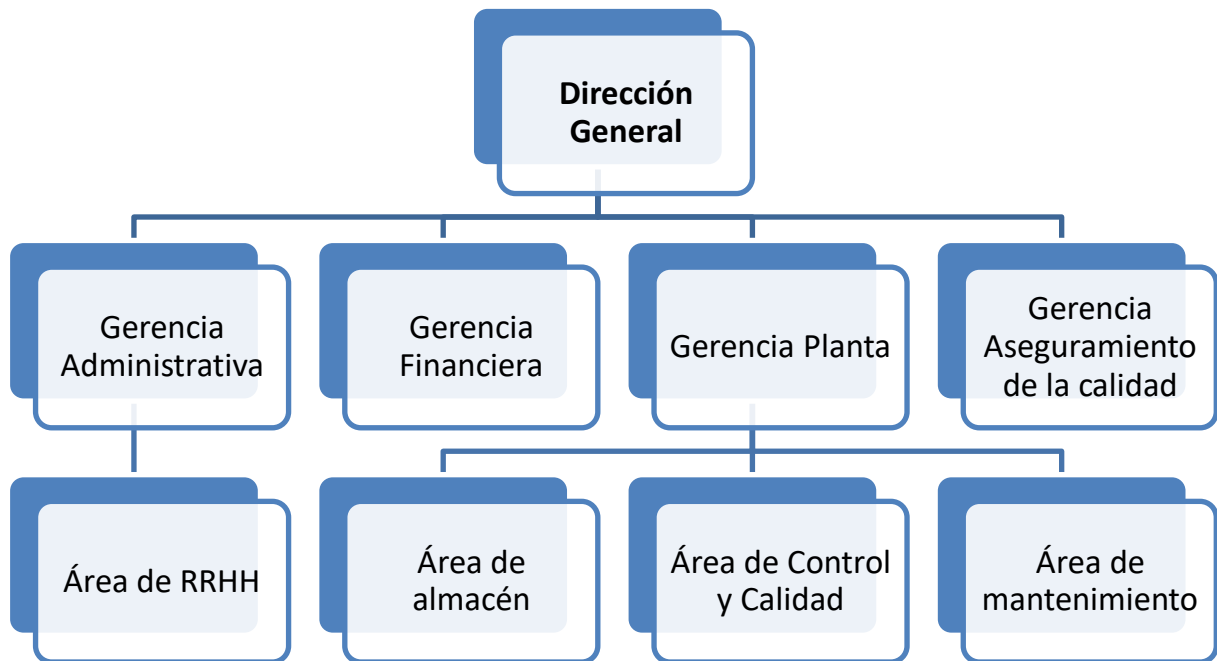 Dirección
General
Gerencia
Administrativa
Gerencia
Financiera
Gerencia Planta
Gerencia
Aseguramiento
de la calidad
Área de RRHH
Área de
almacén
Área de Control
y Calidad
Área de
mantenimiento